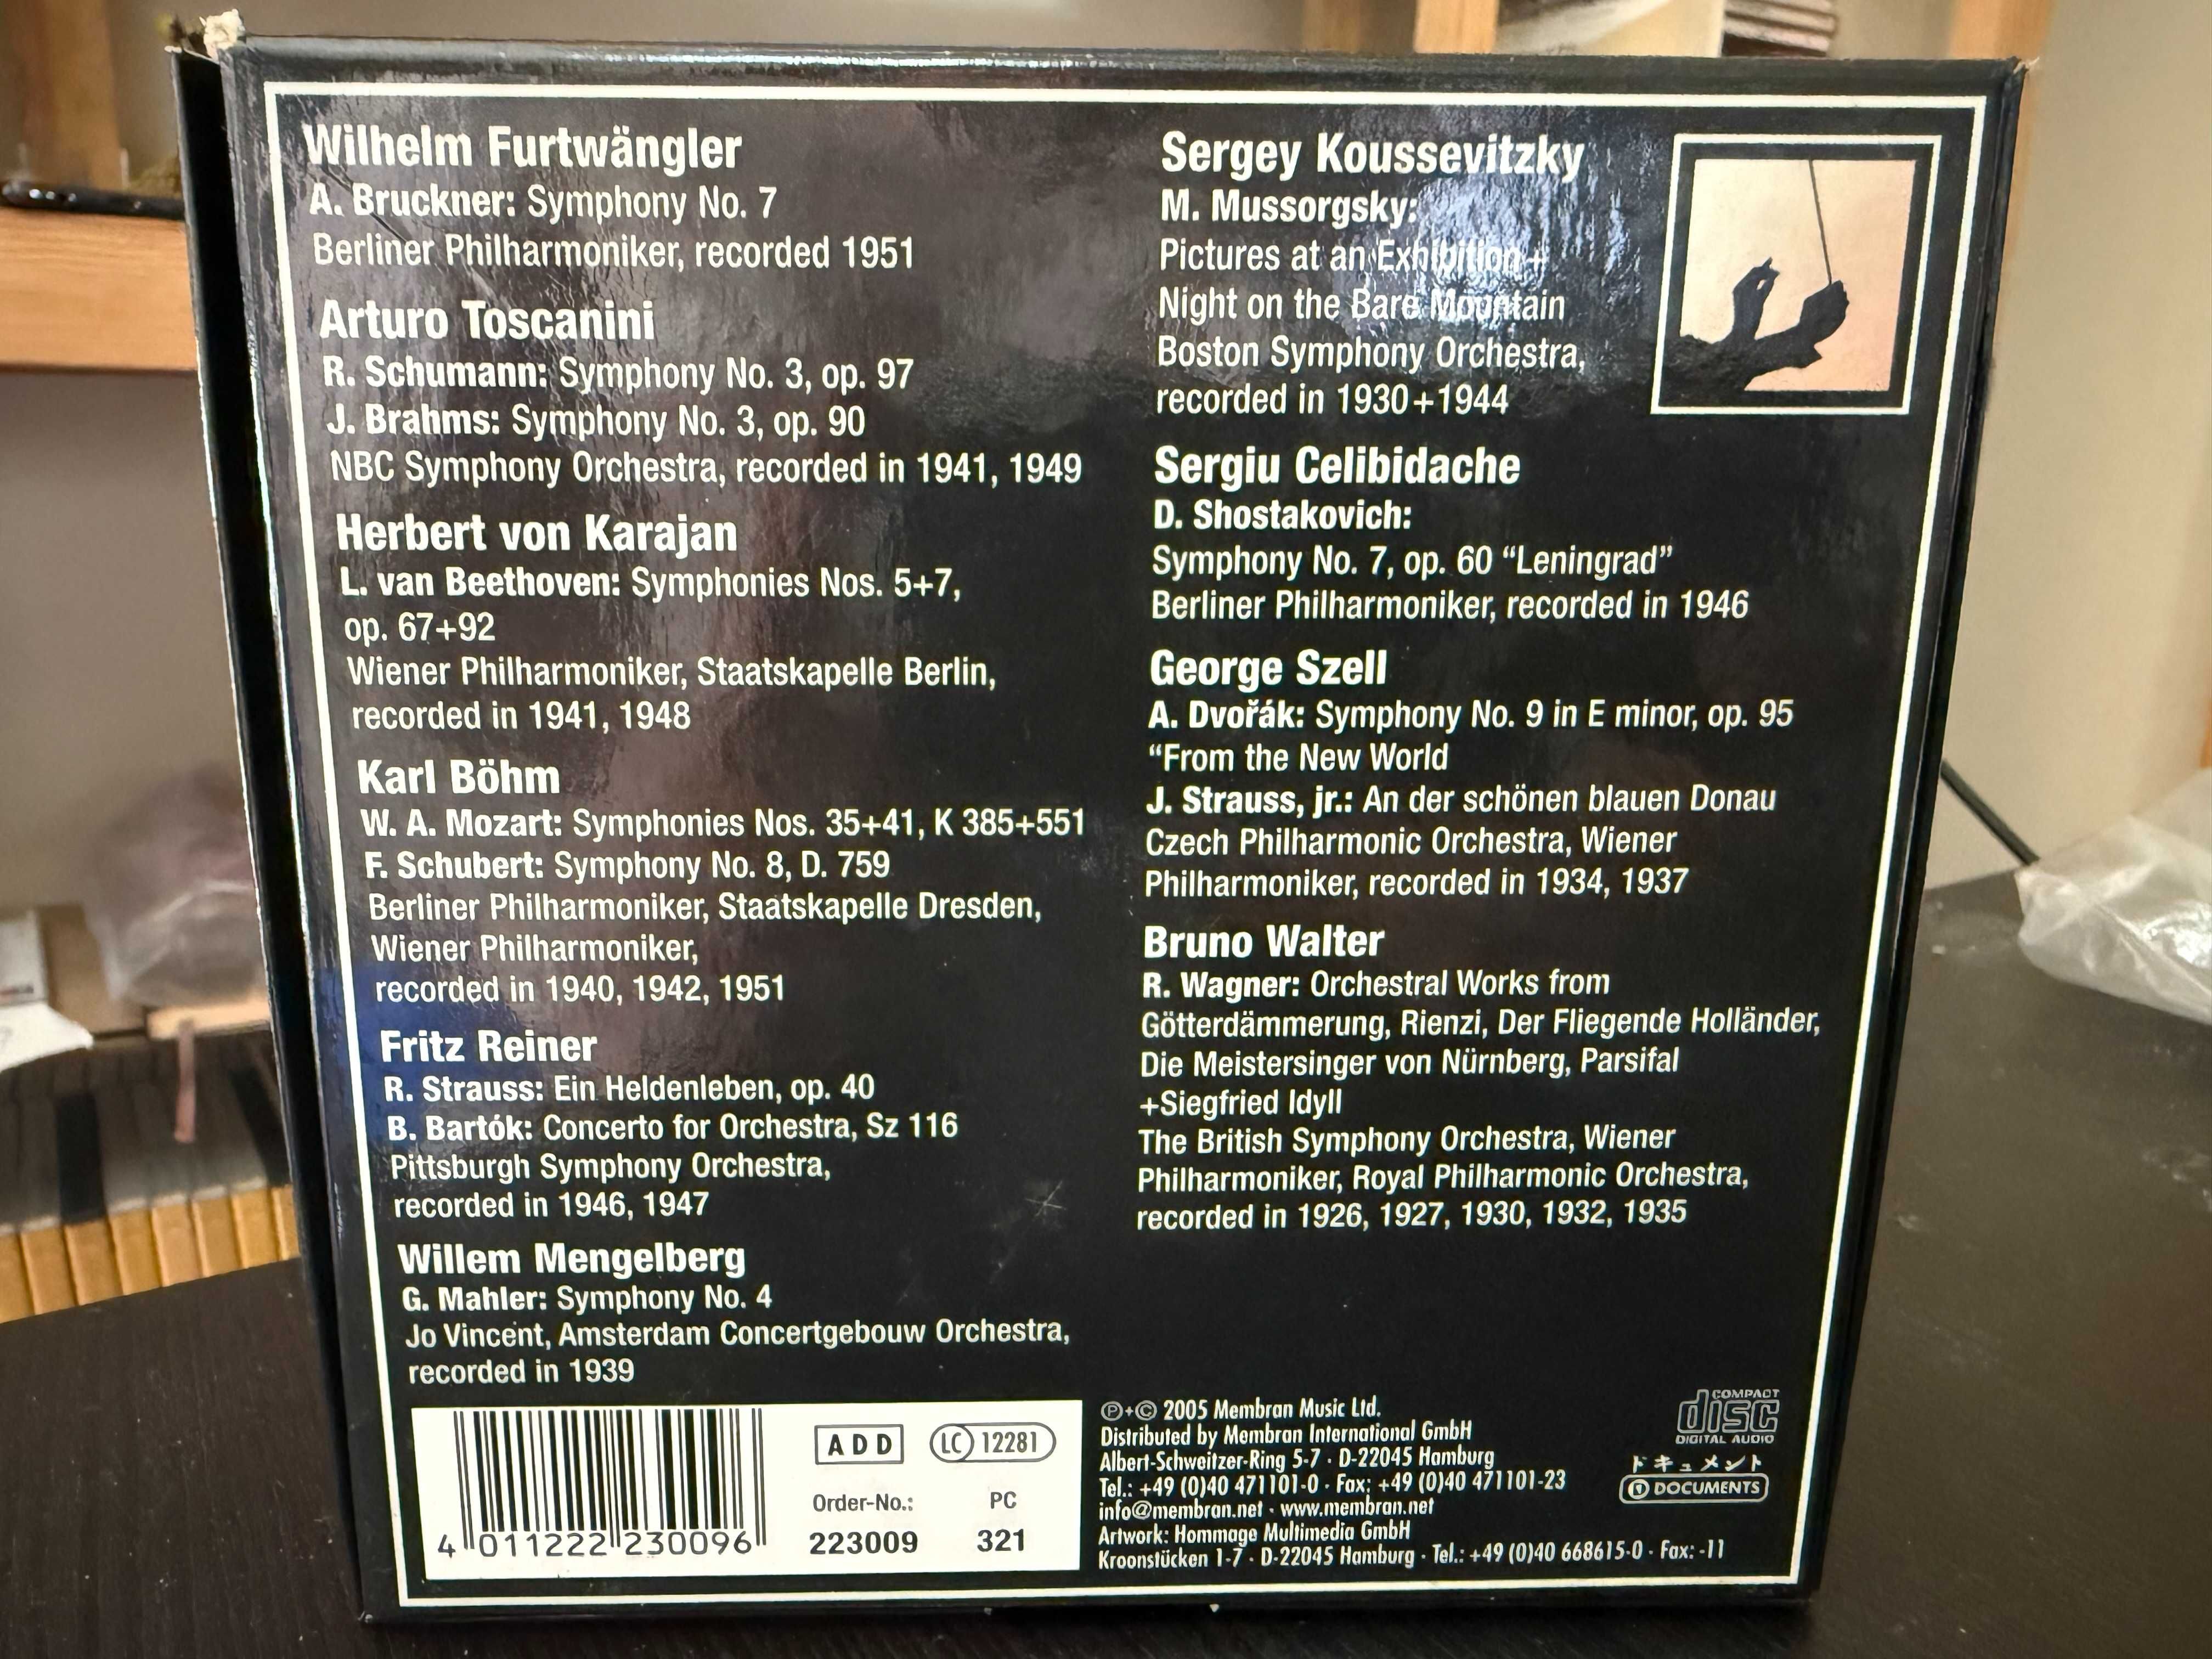 Wilhelm Furtwängler
A. Bruckner: Symphony No. 7
Berliner Philharmoniker, recorded 1951
Arturo Toscanini
R. Schumann: Symphony No. 3, op. 97
J. Brahms: Symphony No. 3, op. 90
NBC Symphony Orchestra, recorded in 1941, 1949
Herbert von Karajan
L. van Beethoven: Symphonies Nos. 5+7,
op. 67+92
Wiener Philharmoniker, Staatskapelle Berlin,
recorded in 1941, 1948
Karl Böhm
W. A. Mozart: Symphonies Nos. 35+41, K 385+551
F. Schubert: Symphony No. 8, D. 759
Berliner Philharmoniker, Staatskapelle Dresden,
Wiener Philharmoniker,
recorded in 1940, 1942, 1951
Fritz Reiner
R. Strauss: Ein Heldenleben, op. 40
B. Bartók: Concerto for Orchestra, Sz 116
Pittsburgh Symphony Orchestra,
recorded in 1946, 1947
Willem Mengelberg
G. Mahler: Symphony No. 4
Jo Vincent, Amsterdam Concertgebouw Orchestra,
recorded in 1939
Sergey Koussevitzky
M. Mussorgsky:
Pictures at an Exhibition+
Night on the Bare Mountain
Boston Symphony Orchestra,
recorded in 1930+1944
Sergiu Celibidache
D. Shostakovich:
Symphony No. 7, op. 60 “Leningrad”
Berliner Philharmoniker, recorded in 1946
George Szell
A. Dvořák: Symphony No. 9 in E minor, op. 95
“From the New World
J. Strauss, jr.: An der schönen blauen Donau
Czech Philharmonic Orchestra, Wiener
Philharmoniker, recorded in 1934, 1937
Bruno Walter
R. Wagner: Orchestral Works from
Götterdämmerung, Rienzi, Der Fliegende Holländer,
Die Meistersinger von Nürnberg, Parsifal
+Siegfried Idyll
The British Symphony Orchestra, Wiener
Philharmoniker, Royal Philharmonic Orchestra,
recorded in 1926, 1927, 1930, 1932, 1935
4 011222 230096
ADD
LC 12281
Order-No.: PC
223009 321
℗+© 2005 Membran Music Ltd.
Distributed by Membran International GmbH
Albert-Schweitzer-Ring 5-7 · D-22045 Hamburg
Tel.: +49 (0)40 471101-0 · Fax: +49 (0)40 471101-23
info@membran.net · www.membran.net
Artwork: Hommage Multimedia GmbH
Kroonstücken 1-7 · D-22045 Hamburg · Tel.: +49 (0)40 668615-0 · Fax: -11
COMPACT
disc
DIGITAL AUDIO
ドキュメント
DOCUMENTS